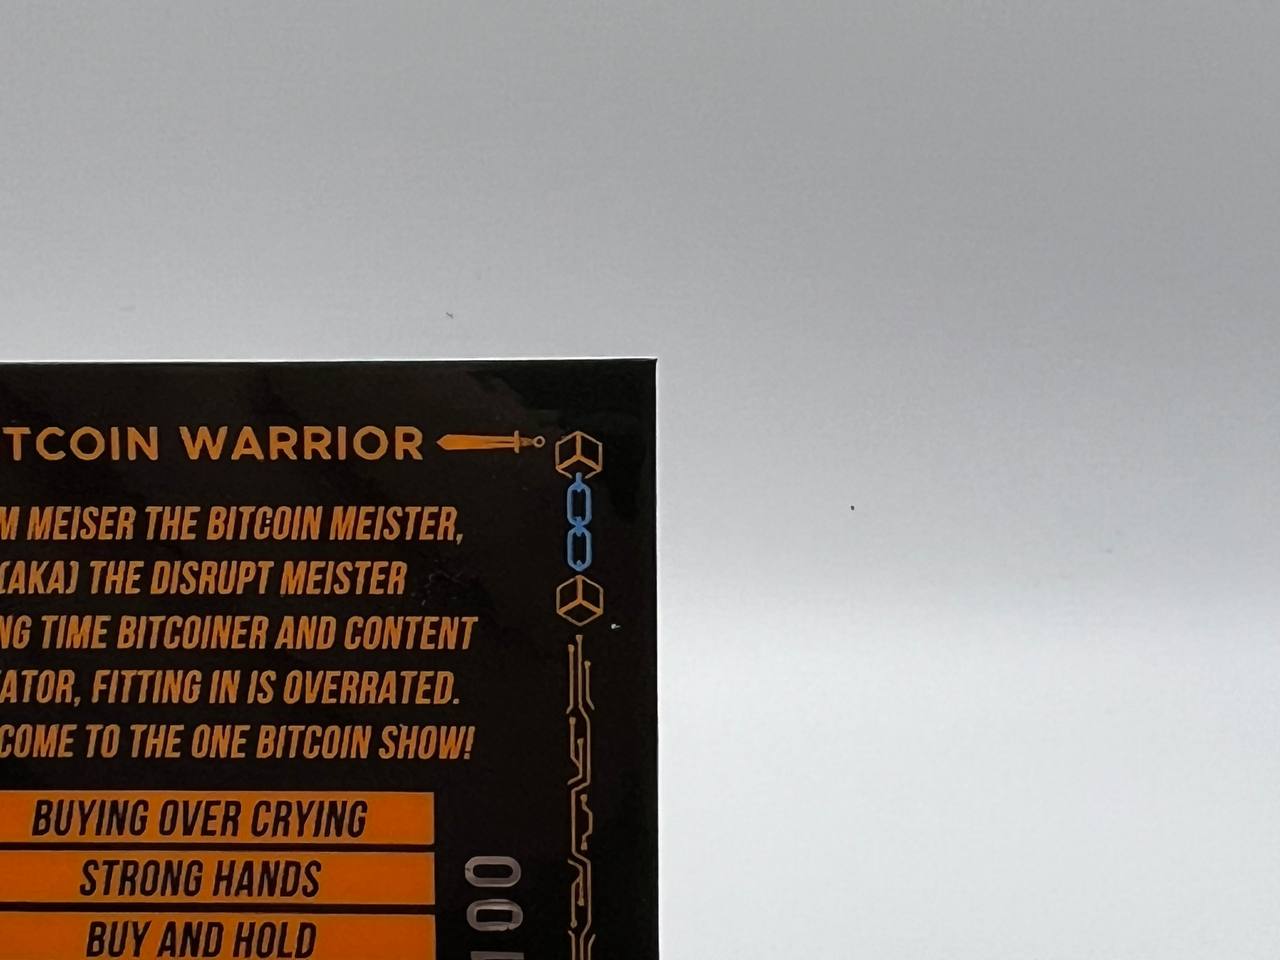 TCOIN WARRIOR
M MEISER THE BITCOIN MEISTER,
(AKA) THE DISRUPT MEISTER
NG TIME BITCOINER AND CONTENT
ATOR, FITTING IN IS OVERRATED.
COME TO THE ONE BITCOIN SHOW!
BUYING OVER CRYING
STRONG HANDS
BUY AND HOLD
100